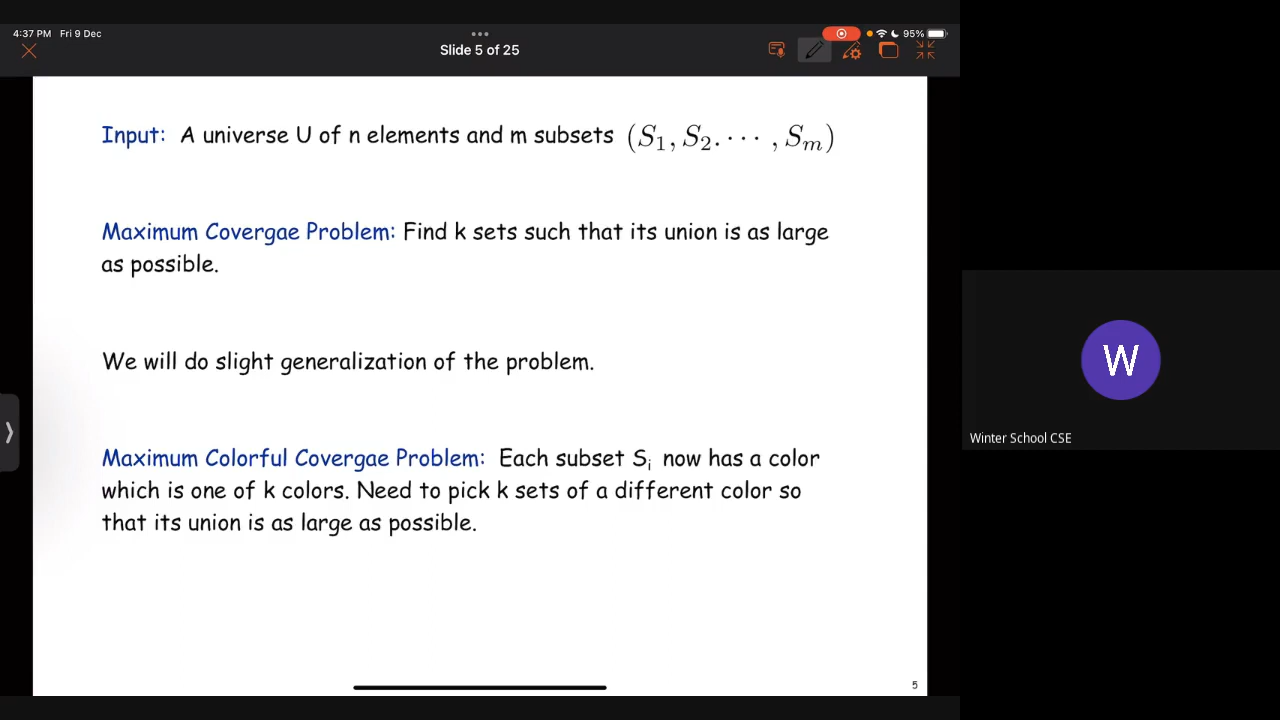 4:37 PM Fri 9 Dec
95%
Slide 5 of 25
Input: A universe U of n elements and m subsets (S₁, S₂. ⋯ , Sₘ)
Maximum Covergae Problem: Find k sets such that its union is as large
as possible.
We will do slight generalization of the problem.
Maximum Colorful Covergae Problem: Each subset Sᵢ now has a color
which is one of k colors. Need to pick k sets of a different color so
that its union is as large as possible.
5
W
Winter School CSE